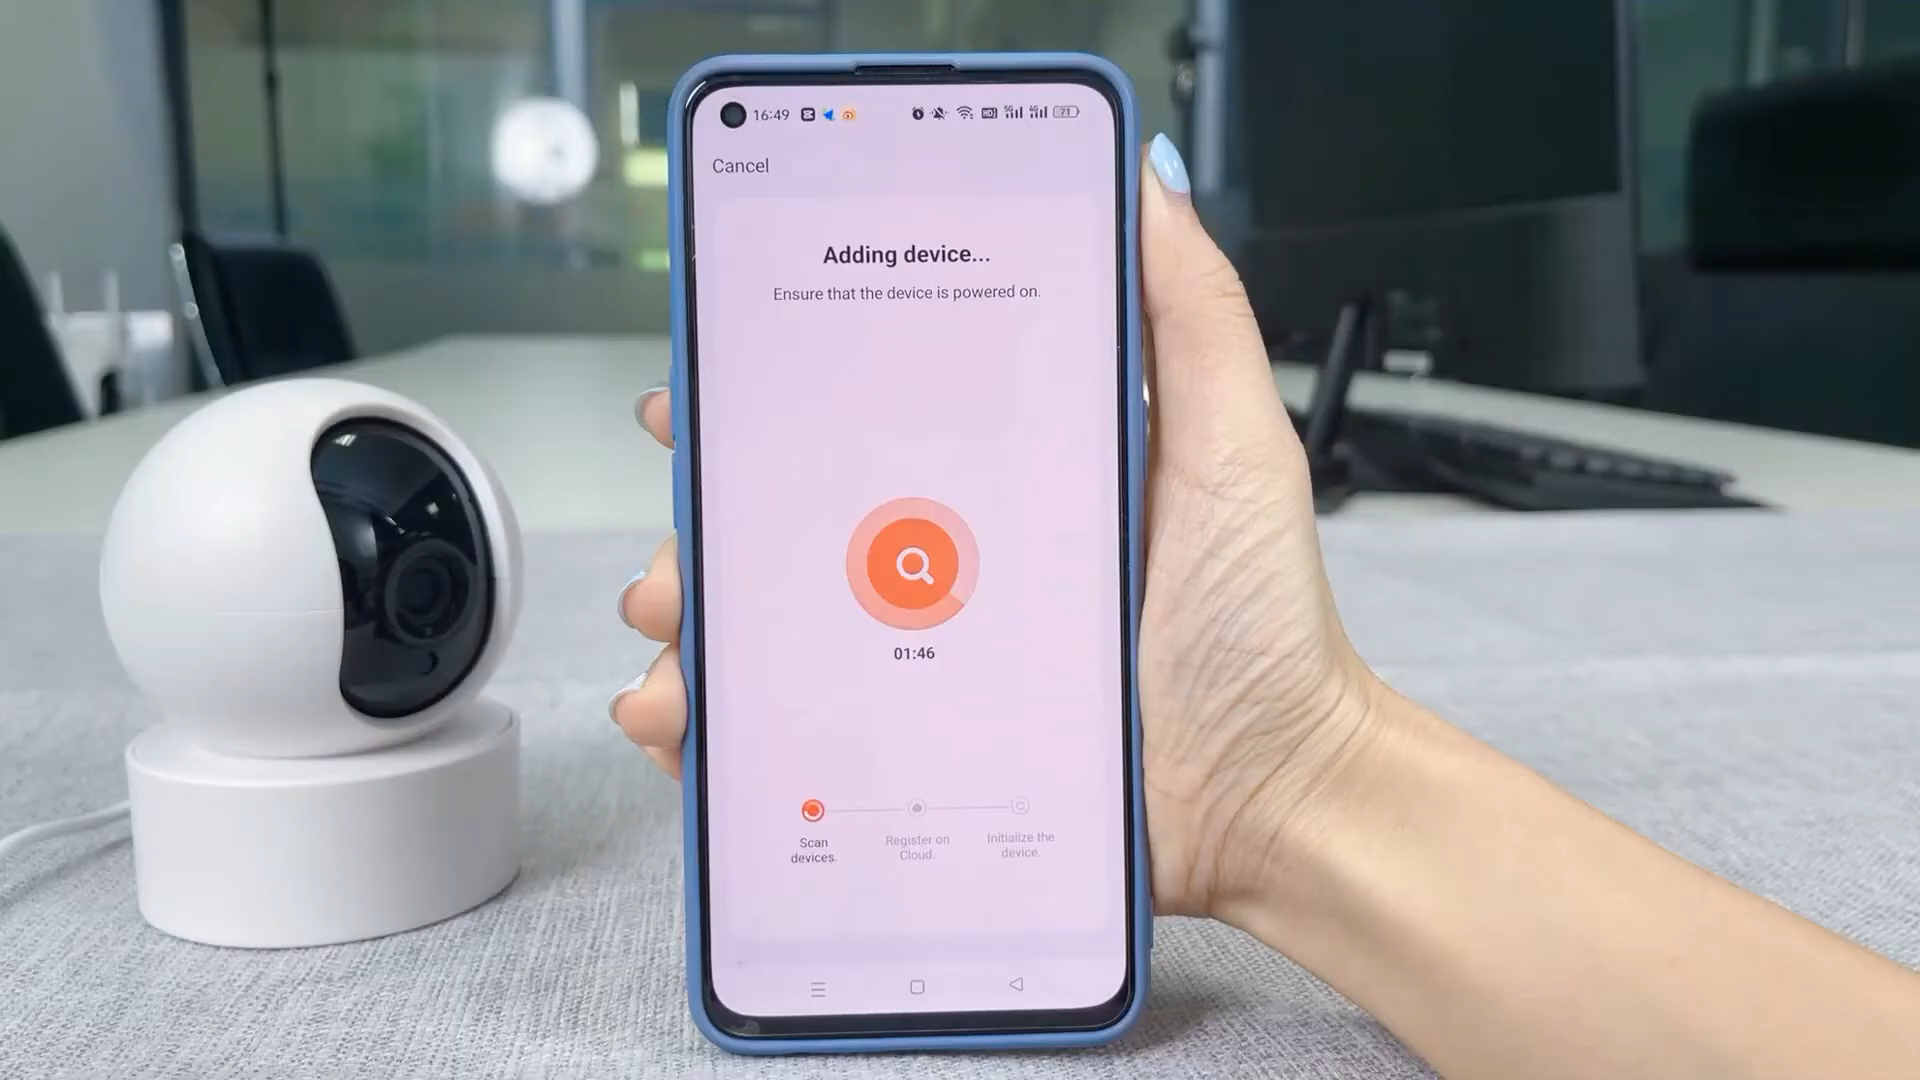 16:49
71
Cancel
Adding device...
Ensure that the device is powered on.
01:46
Scan
devices.
Register on
Cloud.
Initialize the
device.